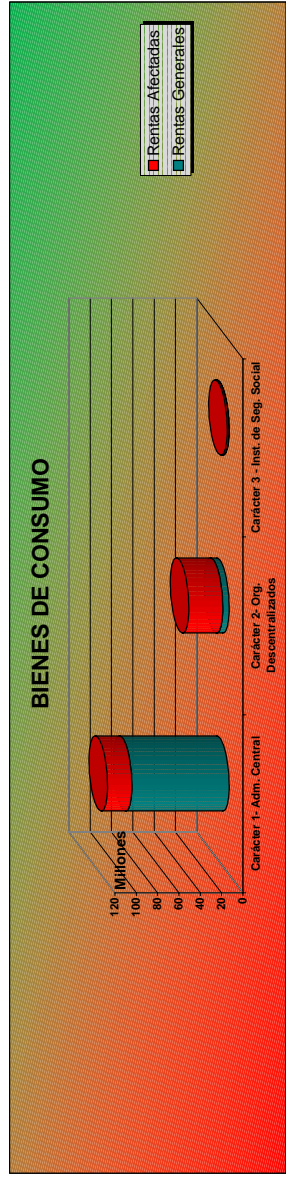 BIENES DE CONSUMO
Millones
120
100
80
60
40
20
0
Carácter 1- Adm. Central
Carácter 2- Org.
Descentralizados
Carácter 3 - Inst. de Seg. Social
Rentas Afectadas
Rentas Generales